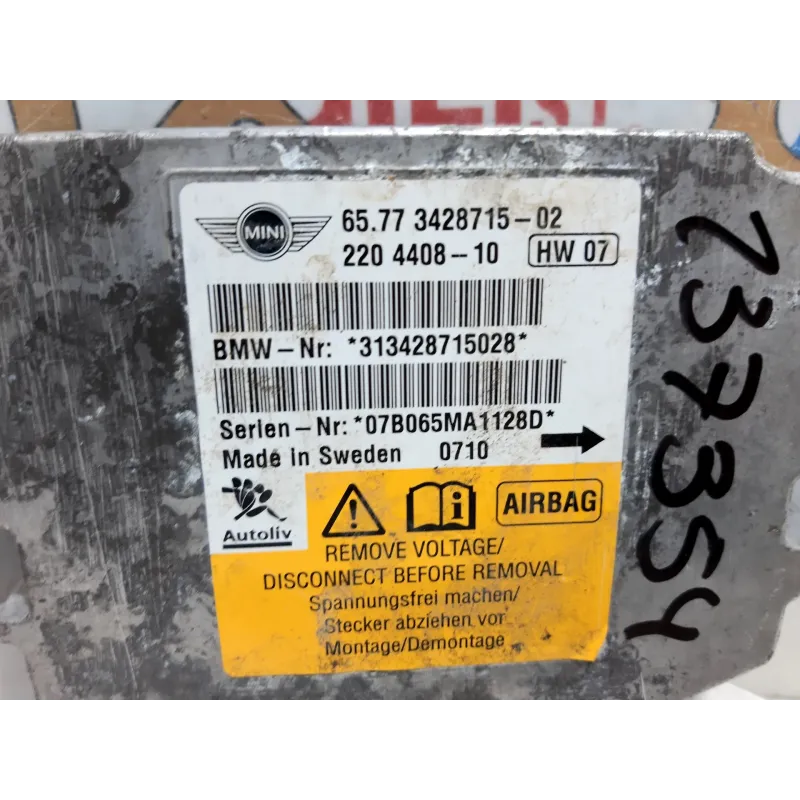 MINI
65.77 3428715-02
220 4408-10 HW 07
BMW-Nr: *313428715028*
Serien-Nr: *07B065MA1128D*
Made in Sweden 0710
Autoliv
AIRBAG
REMOVE VOLTAGE/
DISCONNECT BEFORE REMOVAL
Spannungsfrei machen/
Stecker abziehen vor
Montage/Demontage
237354